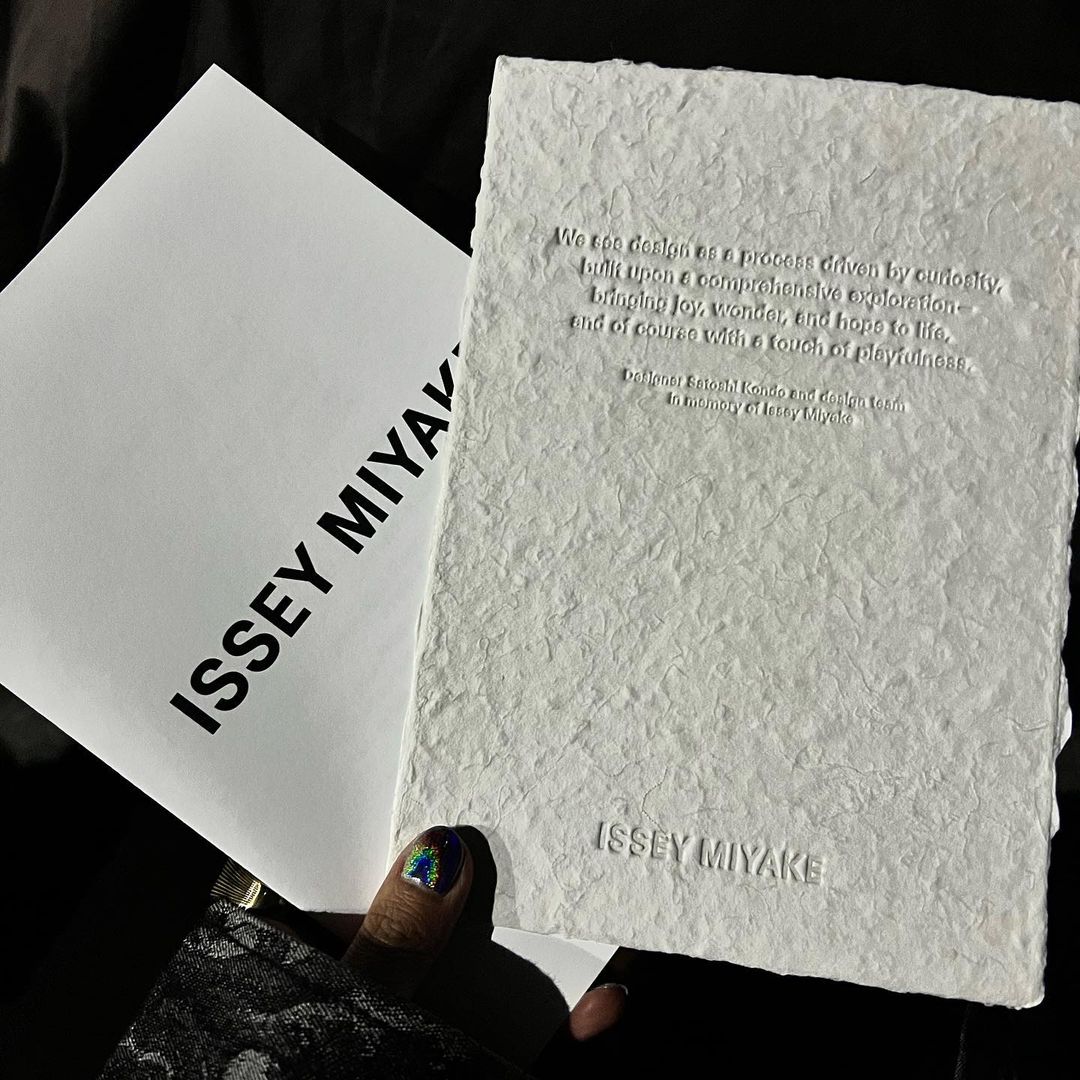 ISSEY MIYAKE
We see design as a process driven by curiosity,
built upon a comprehensive exploration—
bringing joy, wonder, and hope to life,
and of course with a touch of playfulness.
Designer Satoshi Kondo and design team
in memory of Issey Miyake
ISSEY MIYAKE